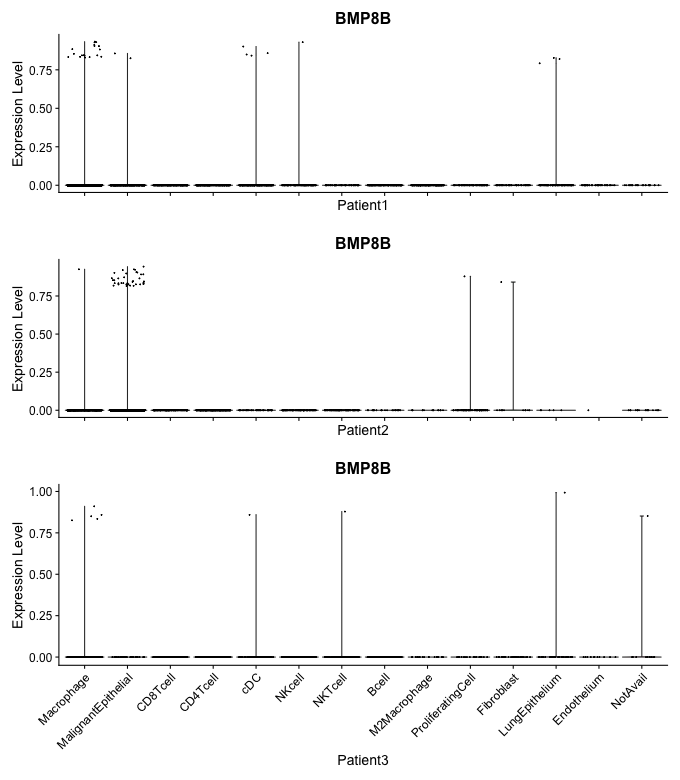 BMP8B
Expression Level
0.75
0.50
0.25
0.00
Patient1
BMP8B
Expression Level
0.75
0.50
0.25
0.00
Patient2
BMP8B
Expression Level
1.00
0.75
0.50
0.25
0.00
Macrophage
MalignantEpithelial
CD8Tcell
CD4Tcell
cDC
NKcell
NKTcell
Bcell
M2Macrophage
ProliferatingCell
Fibroblast
LungEpithelium
Endothelium
NotAvail
Patient3